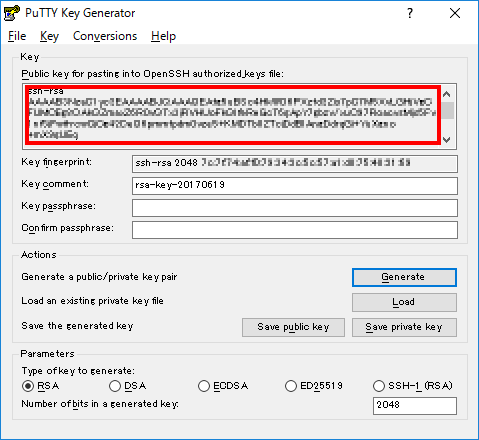 PuTTY Key Generator
File Key Conversions Help
Key
Public key for pasting into OpenSSH authorized_keys file:
ssh-rsa
Key fingerprint: ssh-rsa 2048
Key comment: rsa-key-20170619
Key passphrase:
Confirm passphrase:
Actions
Generate a public/private key pair Generate
Load an existing private key file Load
Save the generated key Save public key Save private key
Parameters
Type of key to generate:
RSA DSA ECDSA ED25519 SSH-1 (RSA)
Number of bits in a generated key: 2048